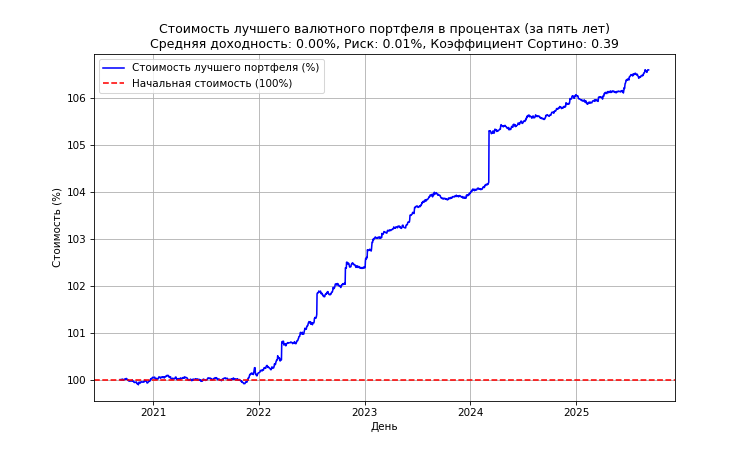 Стоимость лучшего валютного портфеля в процентах (за пять лет)
Средняя доходность: 0.00%, Риск: 0.01%, Коэффициент Сортино: 0.39
Стоимость лучшего портфеля (%)
Начальная стоимость (100%)
Стоимость (%)
106
105
104
103
102
101
100
2021 2022 2023 2024 2025
День